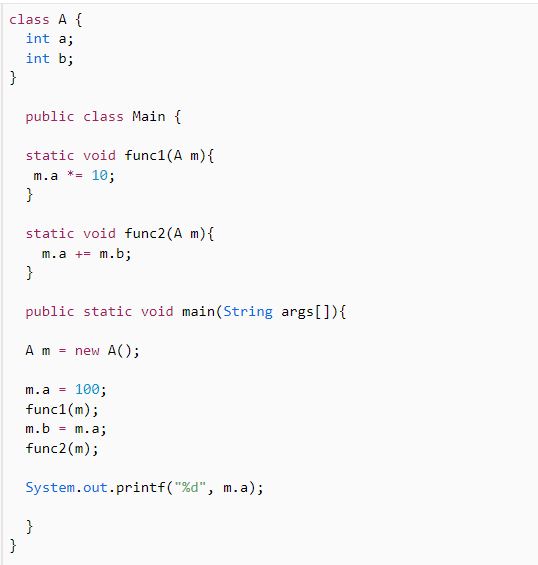 class A {
int a;
int b;
}
public class Main {
static void func1(A m){
m.a *= 10;
}
static void func2(A m){
m.a += m.b;
}
public static void main(String args[]){
A m = new A();
m.a = 100;
func1(m);
m.b = m.a;
func2(m);
System.out.printf("%d", m.a);
}
}